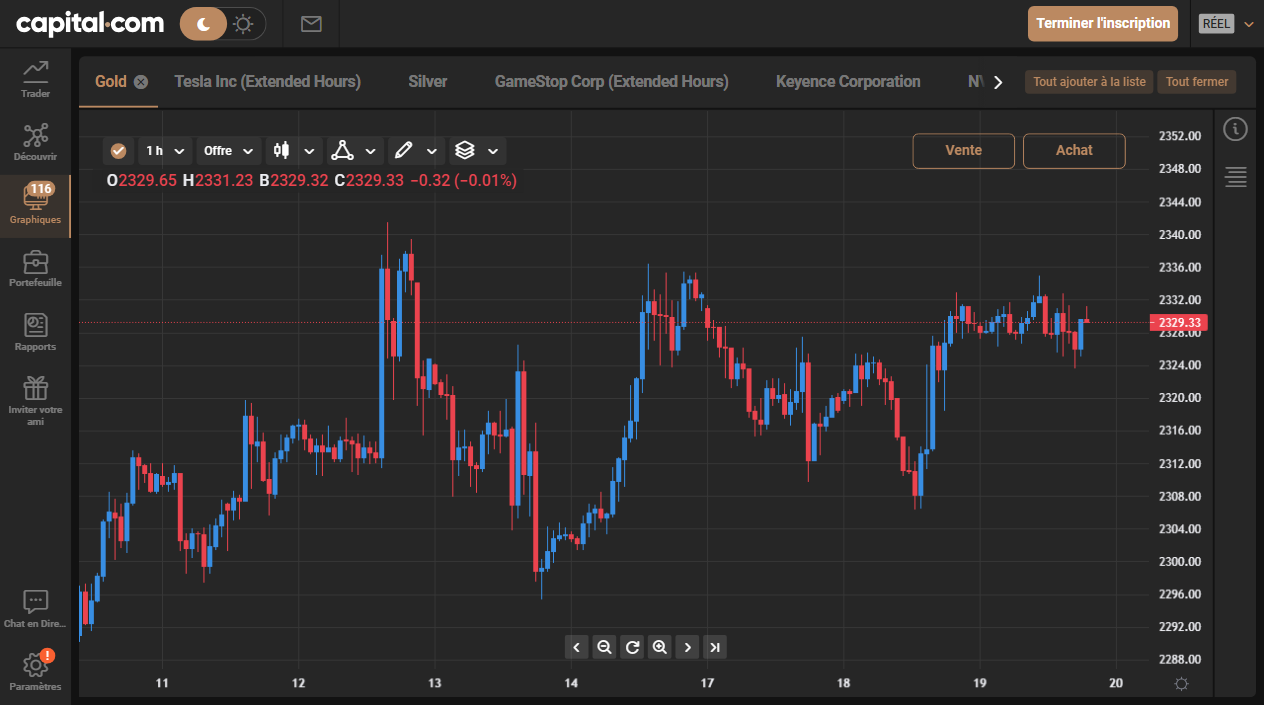 capital.com
Terminer l'inscription
RÉEL
Trader
Découvrir
116
Graphiques
Portefeuille
Rapports
Inviter votre
ami
Chat en Dire...
!
Paramètres
Gold Tesla Inc (Extended Hours) Silver GameStop Corp (Extended Hours) Keyence Corporation
Tout ajouter à la liste Tout fermer
1 h Offre
O2329.65 H2331.23 B2329.32 C2329.33 −0.32 (−0.01%)
Vente Achat
2352.00
2348.00
2344.00
2340.00
2336.00
2332.00
2329.33
2328.00
2324.00
2320.00
2316.00
2312.00
2308.00
2304.00
2300.00
2296.00
2292.00
2288.00
11 12 13 14 17 18 19 20